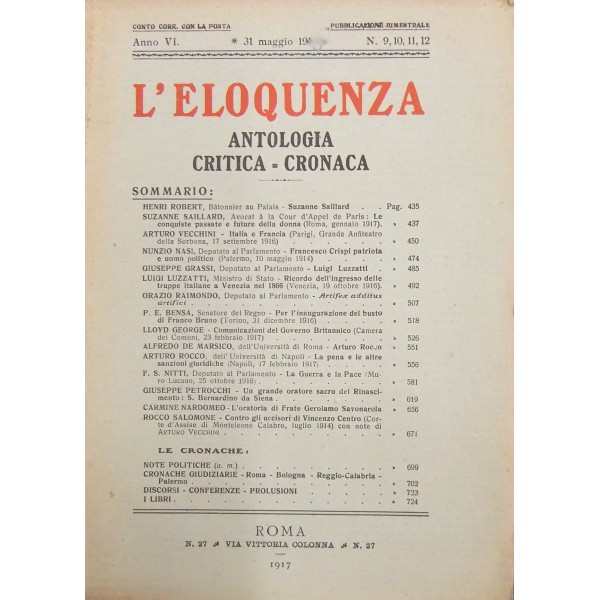 CONTO CORR. CON LA POSTA PUBBLICAZIONE BIMESTRALE
Anno VI. * 31 maggio 19 N. 9, 10, 11, 12
L'ELOQUENZA
ANTOLOGIA
CRITICA = CRONACA
SOMMARIO:
HENRI ROBERT, Bâtonnier au Palais - Suzanne Saillard . . Pag. 435
SUZANNE SAILLARD, Avocat à la Cour d'Appel de Paris: Le
conquiste passate e future della donna (Roma, gennaio 1917). » 437
ARTURO VECCHINI - Italia e Francia (Parigi, Grande Anfiteatro
della Sorbona, 17 settembre 1916) . . . . . . » 450
NUNZIO NASI, Deputato al Parlamento - Francesco Crispi patriota
e uomo politico (Palermo, 10 maggio 1914) . . . . » 474
GIUSEPPE GRASSI, Deputato al Parlamento - Luigi Luzzatti . » 485
LUIGI LUZZATTI, Ministro di Stato - Ricordo dell'ingresso delle
truppe italiane a Venezia nel 1866 (Venezia, 19 ottobre 1916). » 492
ORAZIO RAIMONDO, Deputato al Parlamento - Artifex additus
artifici . . . . . . . . . . » 507
P. E. BENSA, Senatore del Regno - Per l'inaugurazione del busto
di Franco Bruno (Torino, 31 dicembre 1916) . . . . » 518
LLOYD GEORGE - Comunicazioni del Governo Britannico (Camera
dei Comuni, 23 febbraio 1917) . . . . . . . » 526
ALFREDO DE MARSICO, dell'Università di Roma - Arturo Rocco » 551
ARTURO ROCCO, dell'Università di Napoli - La pena e le altre
sanzioni giuridiche (Napoli, 17 febbraio 1917) . . . . » 556
F. S. NITTI, Deputato al Parlamento - La Guerra e la Pace (Mu-
ro Lucano, 25 ottobre 1916) . . . . . . . » 581
GIUSEPPE PETROCCHI - Un grande oratore sacro del Rinasci-
mento: S. Bernardino da Siena . . . . . . . » 619
CARMINE NARDOMEO - L'oratoria di Frate Gerolamo Savonarola » 656
ROCCO SALOMONE - Contro gli uccisori di Vincenzo Centro (Cor-
te d'Assise di Monteleone Calabro, luglio 1914) con note di
ARTURO VECCHINI . . . . . . . . . » 671
LE CRONACHE:
NOTE POLITICHE (a. m.) . . . . . . . . » 699
CRONACHE GIUDIZIARIE - Roma - Bologna - Reggio-Calabria -
Palermo . . . . . . . . . . » 702
DISCORSI - CONFERENZE - PROLUSIONI . . . . . » 723
I LIBRI . . . . . . . . . . » 724
ROMA
N. 27 * VIA VITTORIA COLONNA * N. 27
1917